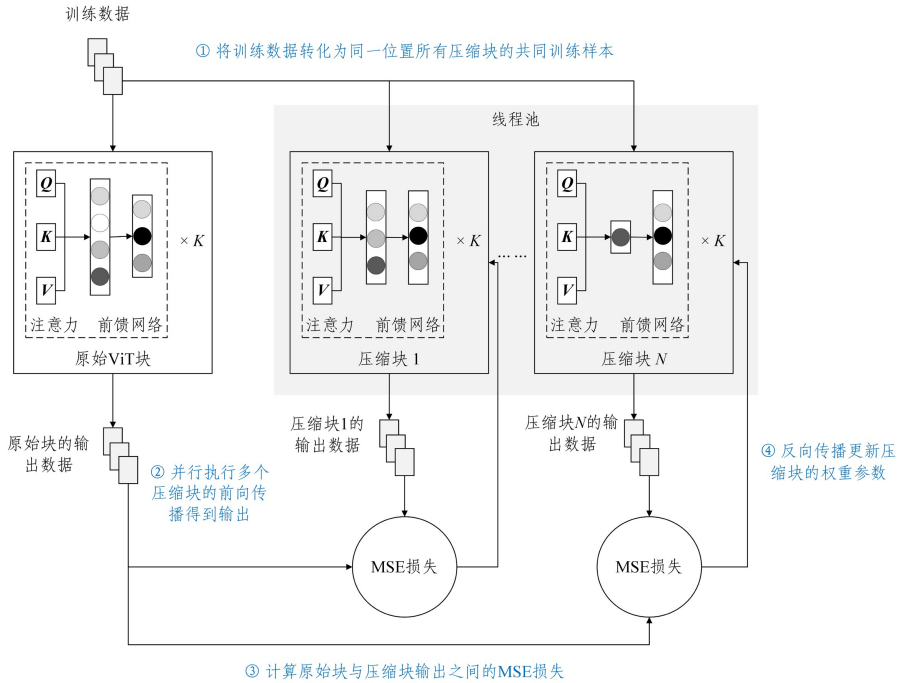 训练数据
① 将训练数据转化为同一位置所有压缩块的共同训练样本
线程池
Q
K
V
× K
注意力 前馈网络
原始ViT块
Q
K
V
× K
注意力 前馈网络
压缩块 1
... ...
Q
K
V
× K
注意力 前馈网络
压缩块 N
原始块的输
出数据
② 并行执行多个
压缩块的前向传
播得到输出
压缩块1的
输出数据
压缩块N的输
出数据
④ 反向传播更新压
缩块的权重参数
MSE损失
MSE损失
③ 计算原始块与压缩块输出之间的MSE损失